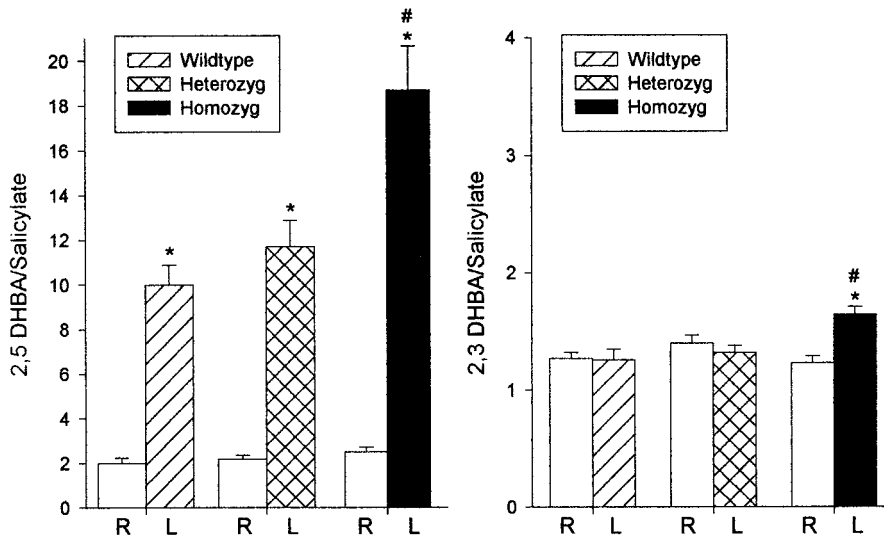 2,5 DHBA/Salicylate
20
18
16
14
12
10
8
6
4
2
0
Wildtype
Heterozyg
Homozyg
*
*
#
*
R L R L R L
2,3 DHBA/Salicylate
4
3
2
1
0
Wildtype
Heterozyg
Homozyg
#
*
R L R L R L